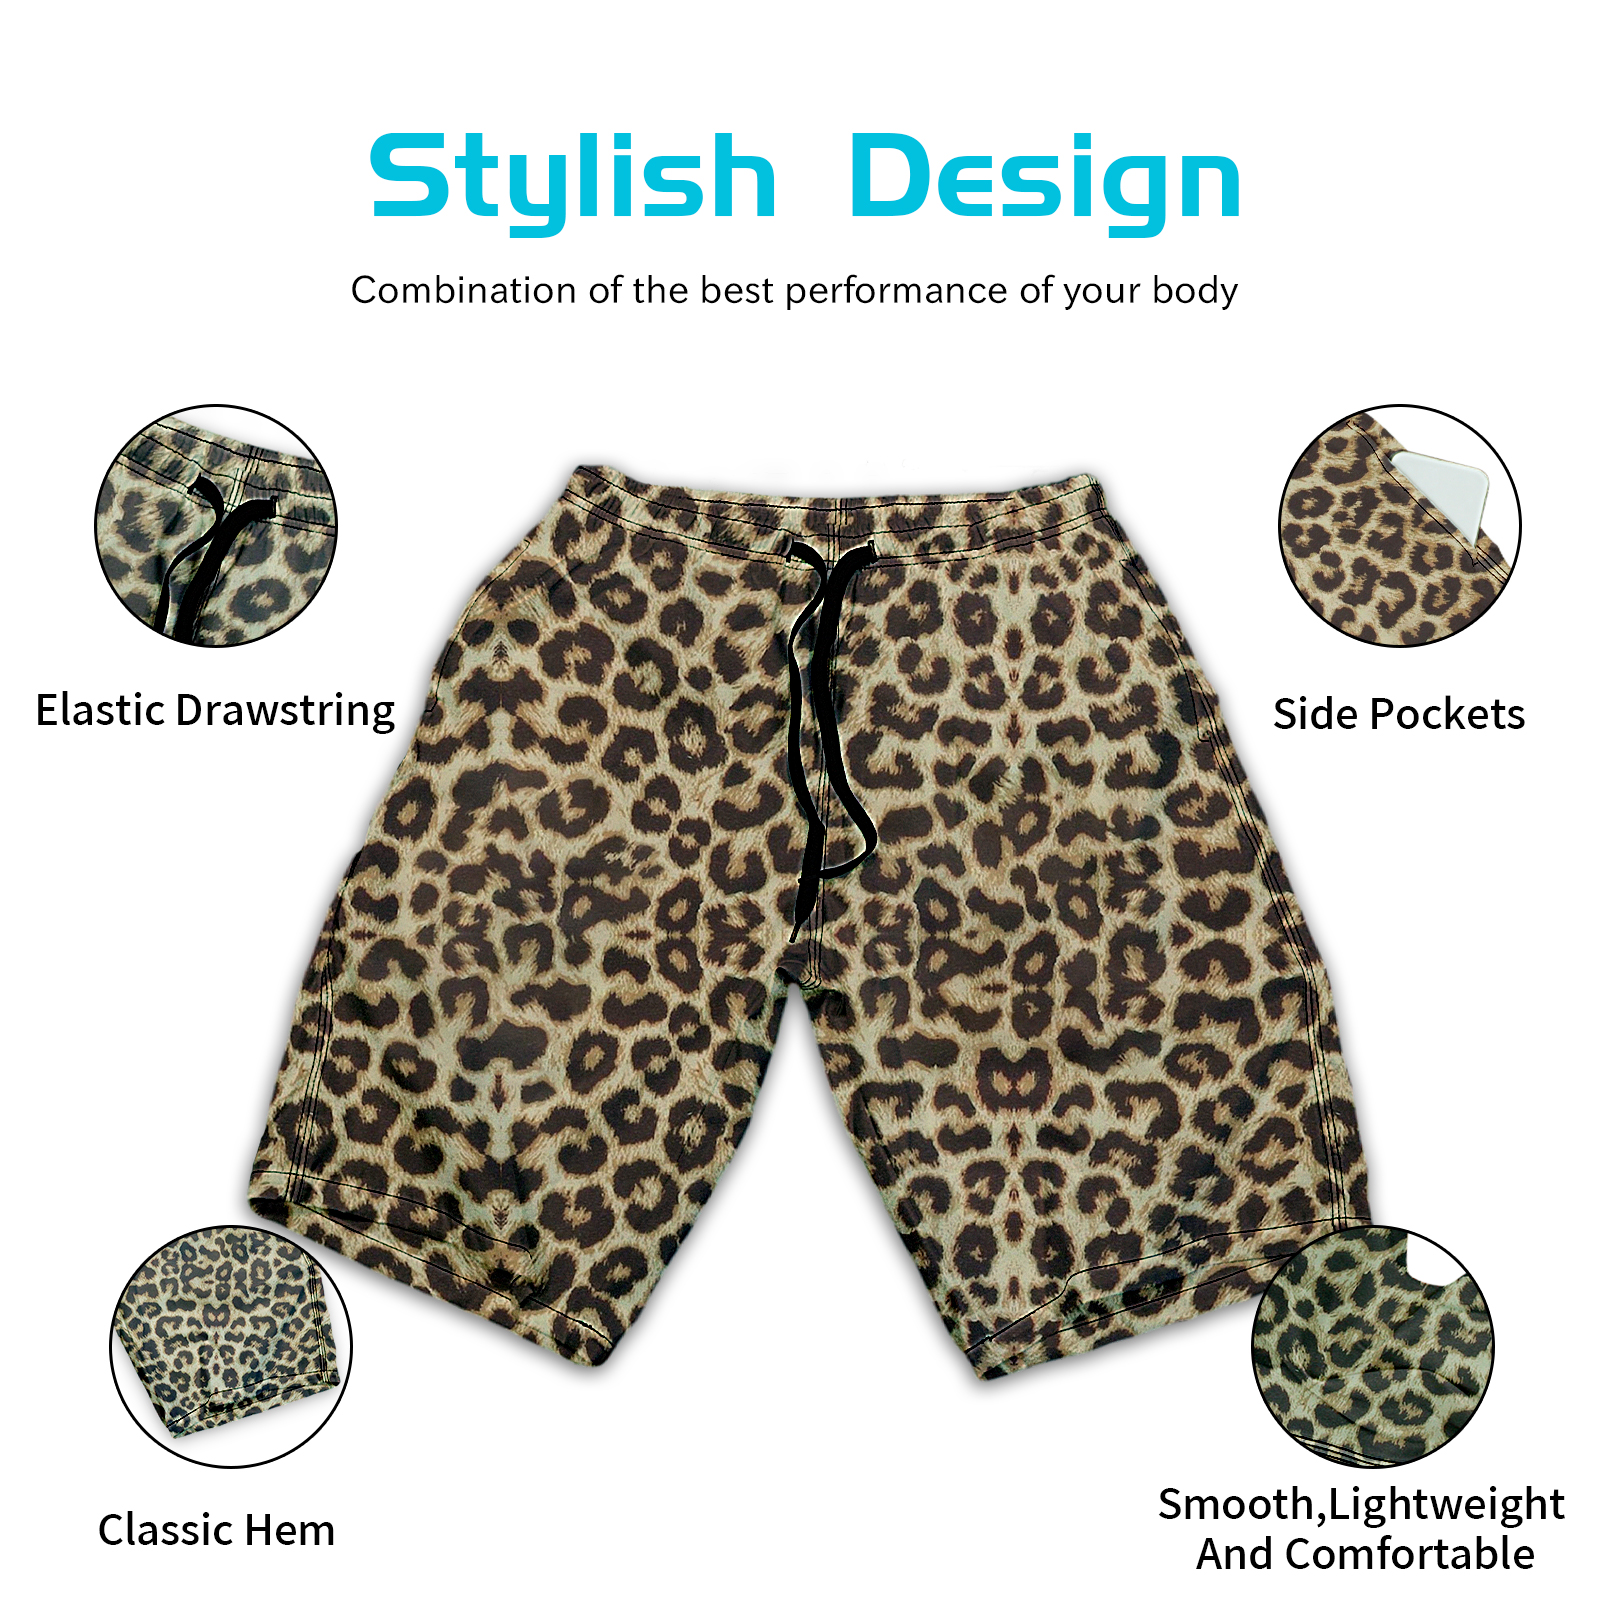 Stylish Design
Combination of the best performance of your body
Elastic Drawstring
Side Pockets
Classic Hem
Smooth,Lightweight
And Comfortable